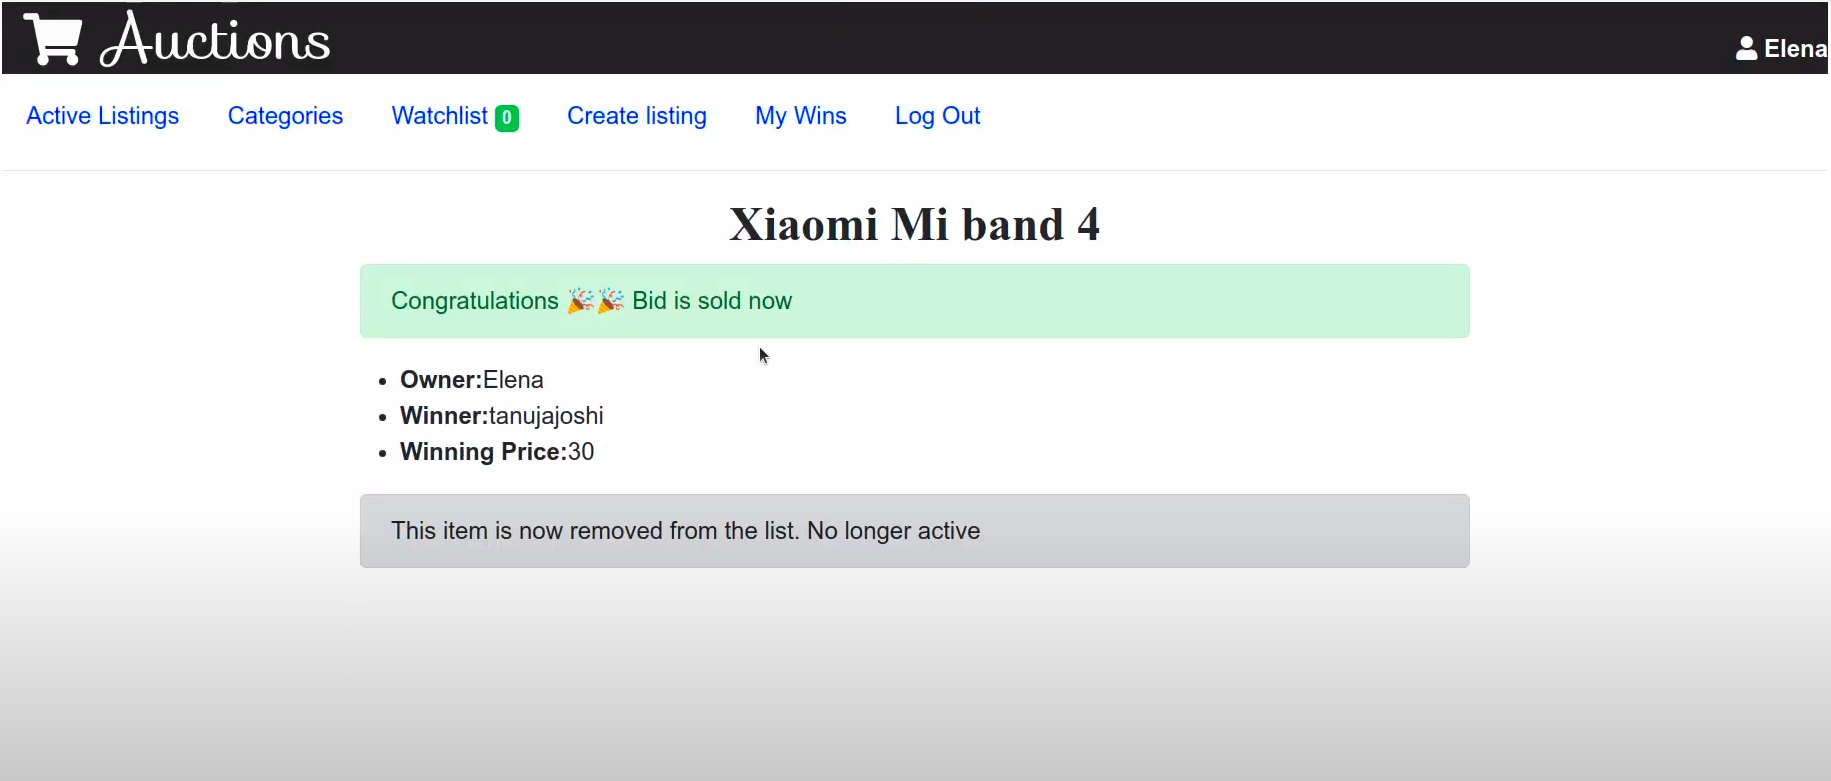 Auctions
Elena
Active Listings Categories Watchlist 0 Create listing My Wins Log Out
Xiaomi Mi band 4
Congratulations 🎉🎉 Bid is sold now
Owner:Elena
Winner:tanujajoshi
Winning Price:30
This item is now removed from the list. No longer active